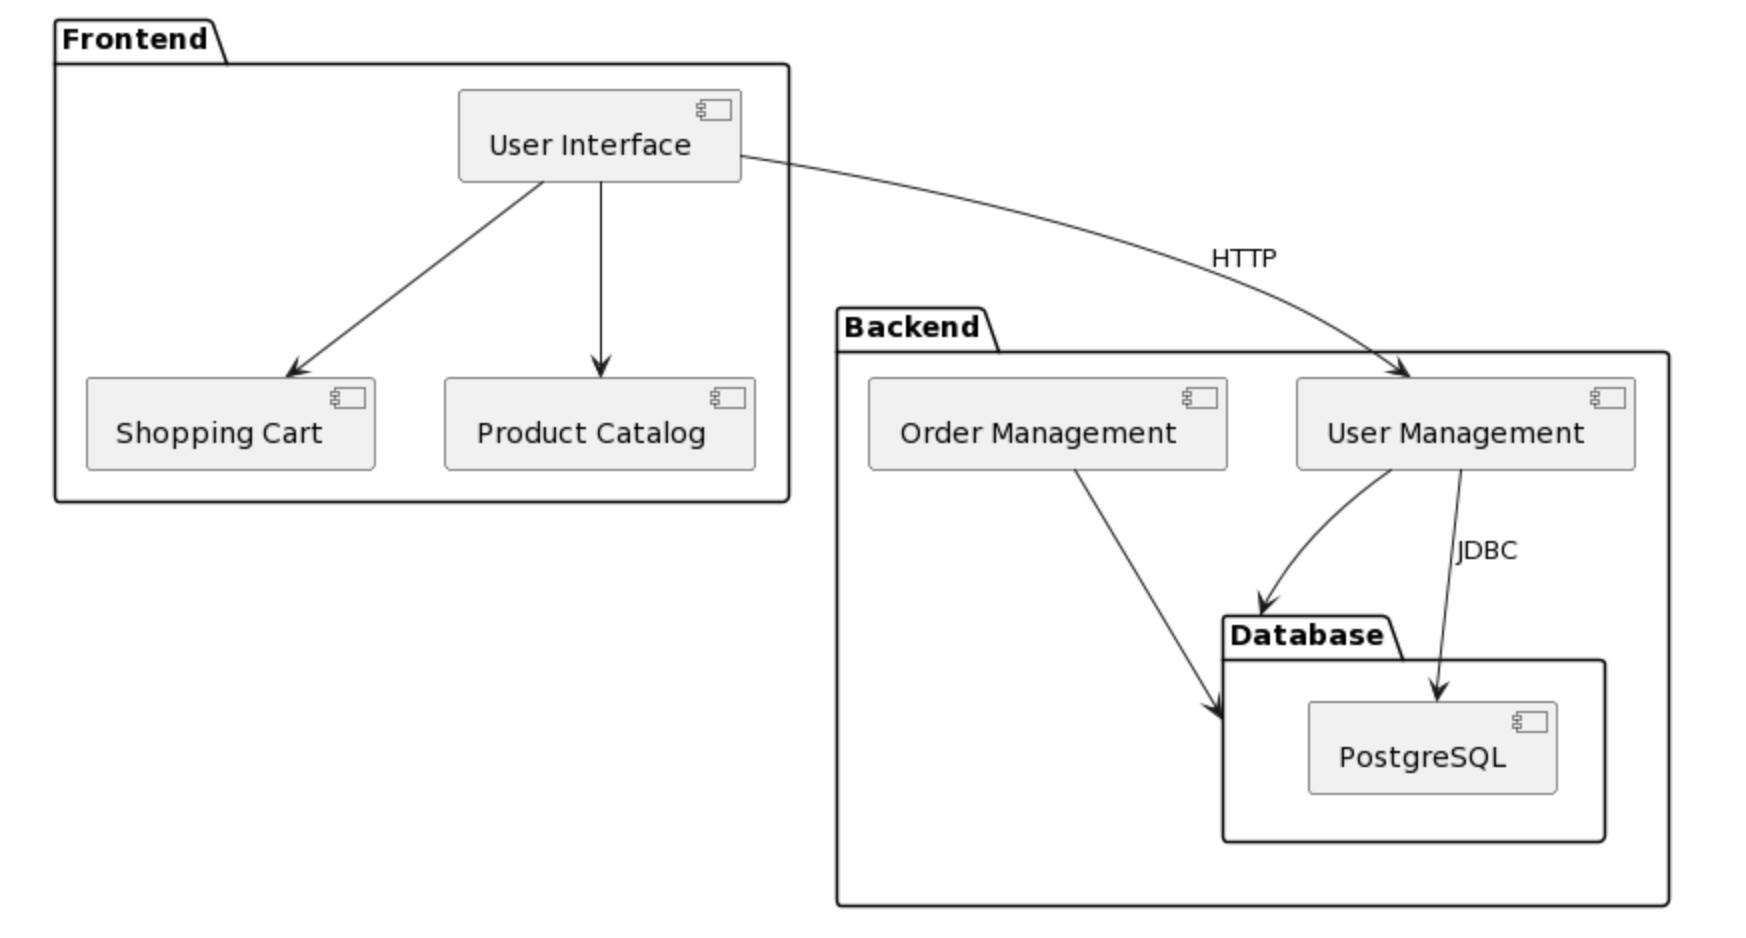 Frontend
User Interface
HTTP
Shopping Cart
Product Catalog
Backend
Order Management
User Management
JDBC
Database
PostgreSQL